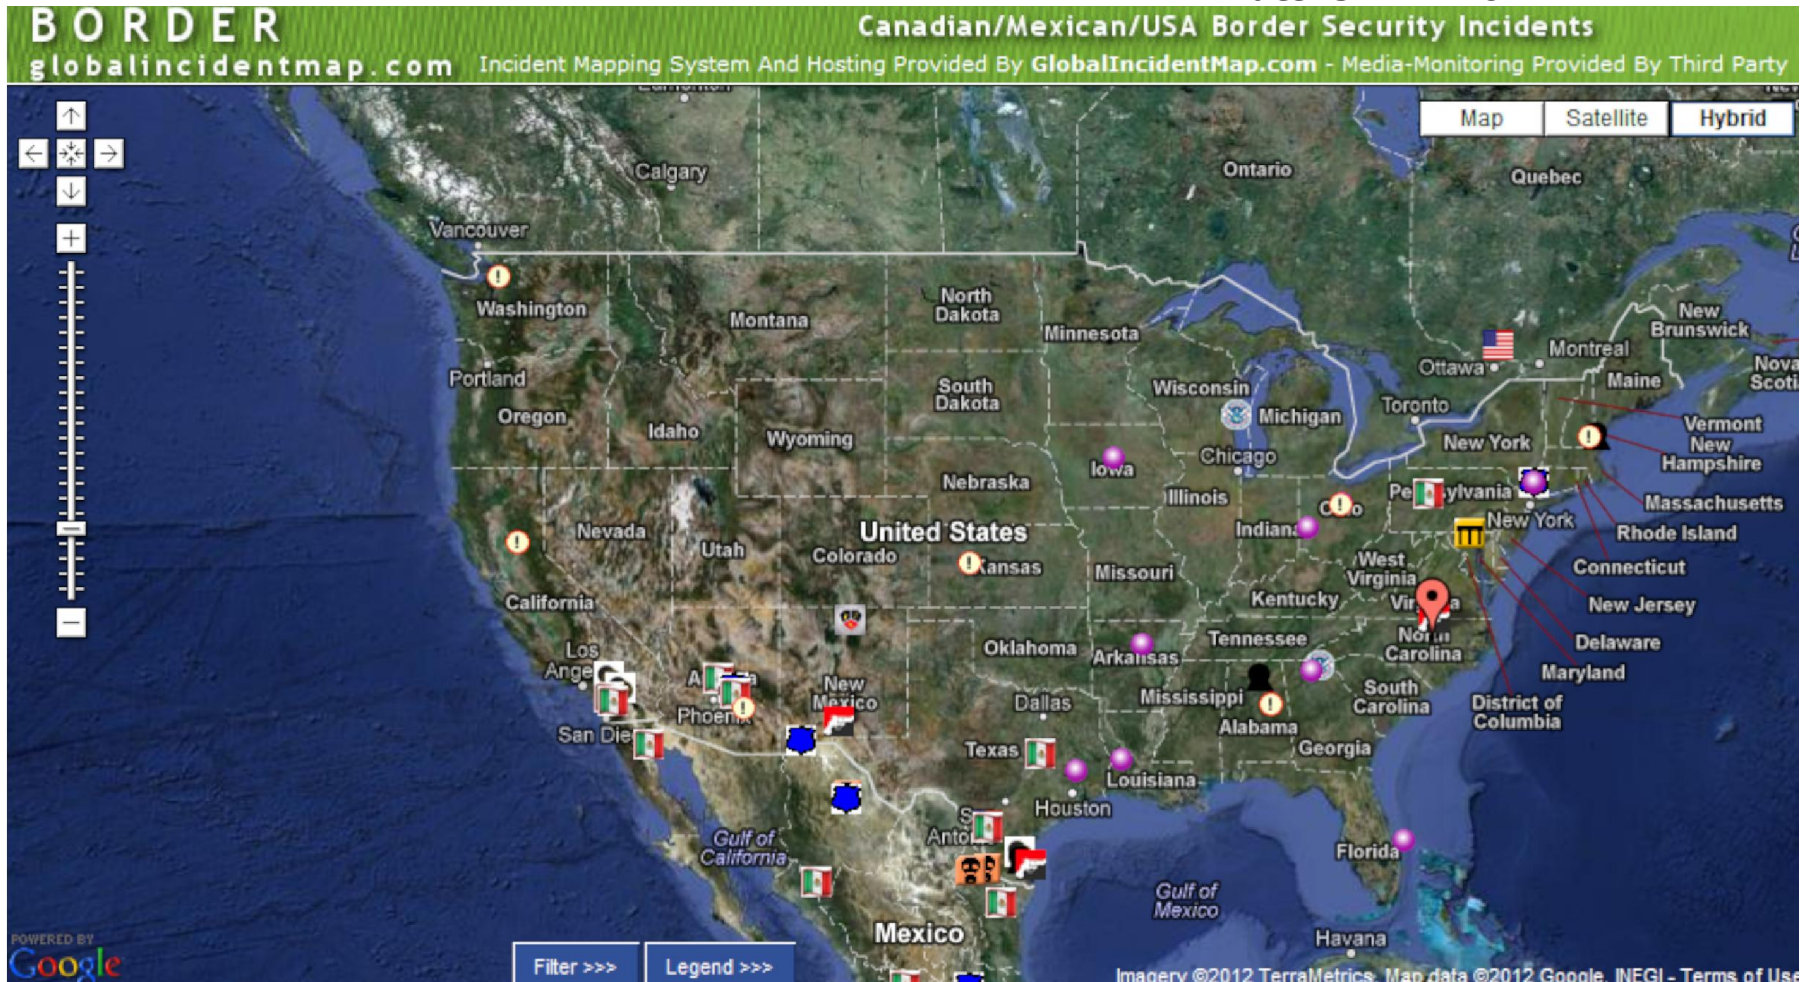 BORDER
Canadian/Mexican/USA Border Security Incidents
globalincidentmap.com
Incident Mapping System And Hosting Provided By GlobalIncidentMap.com - Media-Monitoring Provided By Third Party
Map
Satellite
Hybrid
Calgary
Ontario
Quebec
Vancouver
Washington
Montana
North
Dakota
Minnesota
New
Brunswick
Ottawa
Montreal
Portland
Oregon
Idaho
Wyoming
South
Dakota
Wisconsin
Michigan
Toronto
Maine
Vermont
New York
New
Hampshire
Chicago
Iowa
Nebraska
Illinois
Massachusetts
New York
Rhode Island
Nevada
Utah
United States
Colorado
Kansas
Missouri
West
Virginia
Connecticut
California
Kentucky
New Jersey
Oklahoma
Arkansas
Tennessee
North
Carolina
Delaware
Maryland
Los
New
Mexico
Dallas
Mississippi
South
Carolina
District of
Columbia
Alabama
Georgia
Texas
Louisiana
Houston
Gulf of
California
Florida
Gulf of
Mexico
Mexico
Havana
POWERED BY
Google
Filter >>>
Legend >>>
Imagery ©2012 TerraMetrics, Map data ©2012 Google, INEGI - Terms of Use